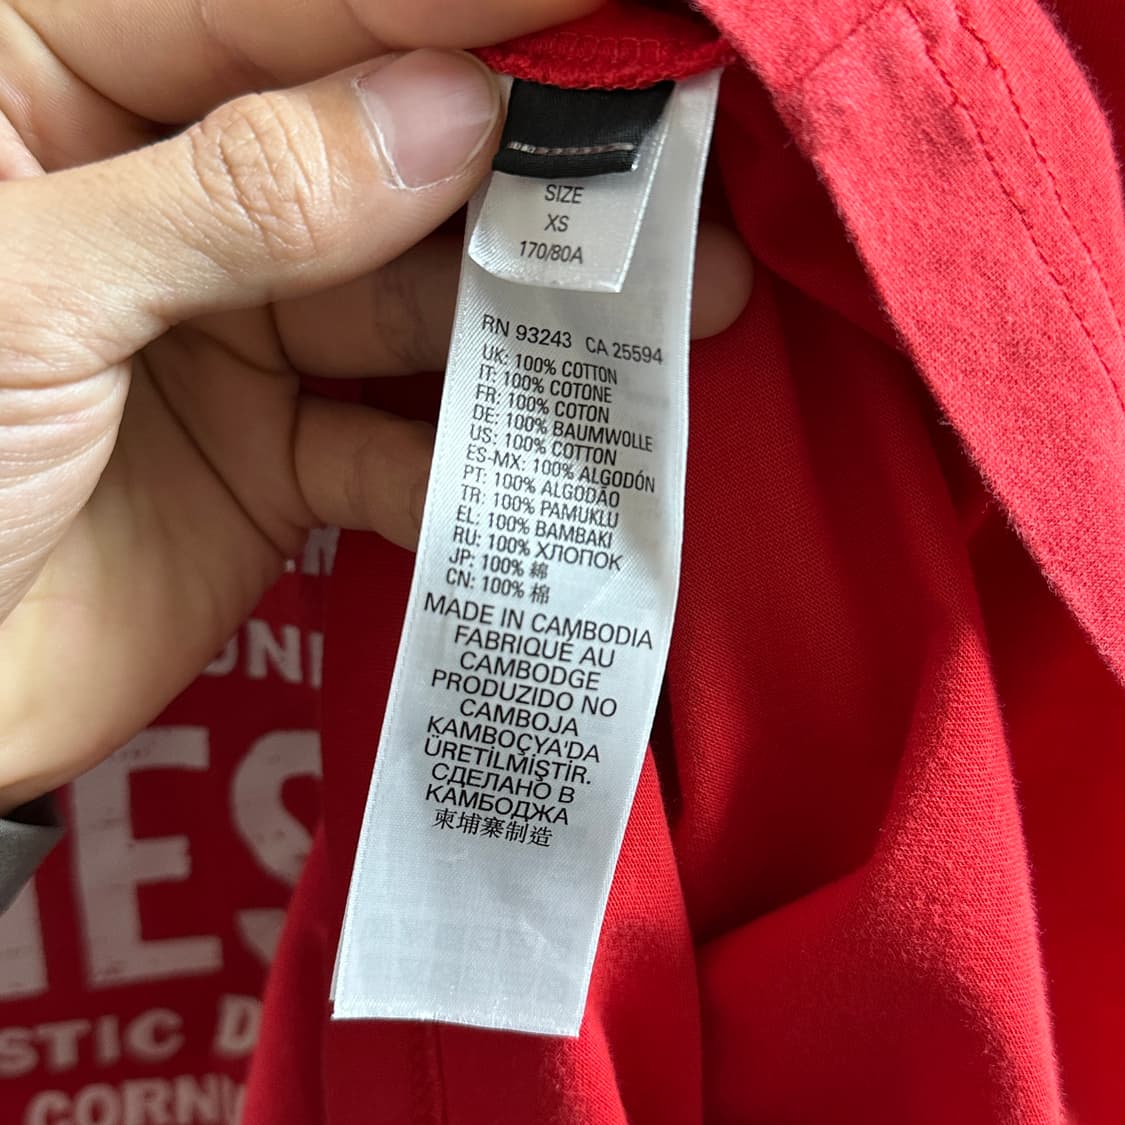 SIZE
XS
170/80A
RN 93243 CA 25594
UK: 100% COTTON
IT: 100% COTONE
FR: 100% COTON
DE: 100% BAUMWOLLE
US: 100% COTTON
ES-MX: 100% ALGODÓN
PT: 100% ALGODÃO
TR: 100% PAMUKLU
EL: 100% BAMBAKI
RU: 100% ХЛОПОК
JP: 100% 綿
CN: 100% 棉
MADE IN CAMBODIA
FABRIQUÉ AU
CAMBODGE
PRODUZIDO NO
CAMBOJA
KAMBOÇYA'DA
ÜRETİLMİŞTİR.
СДЕЛАНО В
КАМБОДЖА
柬埔寨制造